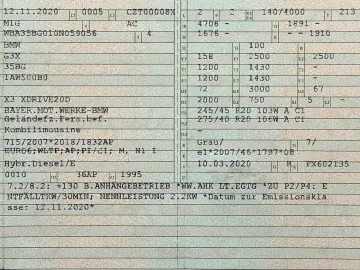 12.11.2020 0005 CZT00008X 2 2 140/4000 213
M1G AC 4708 - 1891 -
WBA35BG010N059056 4 1676 - - 1910
BMW 100
G3X 158 2500 2500
35BG 1200 1430 -
1AW500B0 1200 1430 -
72 3000 67
X3 XDRIVE20D 2000 750 5 -
BAYER.MOT.WERKE-BMW 245/45 R20 103W A C1
Geländefz.Pers.bef. 275/40 R20 106W A C1
Kombilimousine -
715/2007*2018/1832AP Grau/ 7/
EURO6;WLTP;AP;PI/CI; M, N1 I e1*2007/46*1797*08
Hybr.Diesel/E 10.03.2020 K FX602135
0010 36AP 1995
7.2/8.2: +130 B.ANHÄNGEBETRIEB *WW.AHK LT.EGTG *ZU P2/P4: E
NTFÄLLTKW/30MIN; NENNLEISTUNG 2.2KW *Datum zur Emissionskla
sse: 12.11.2020*